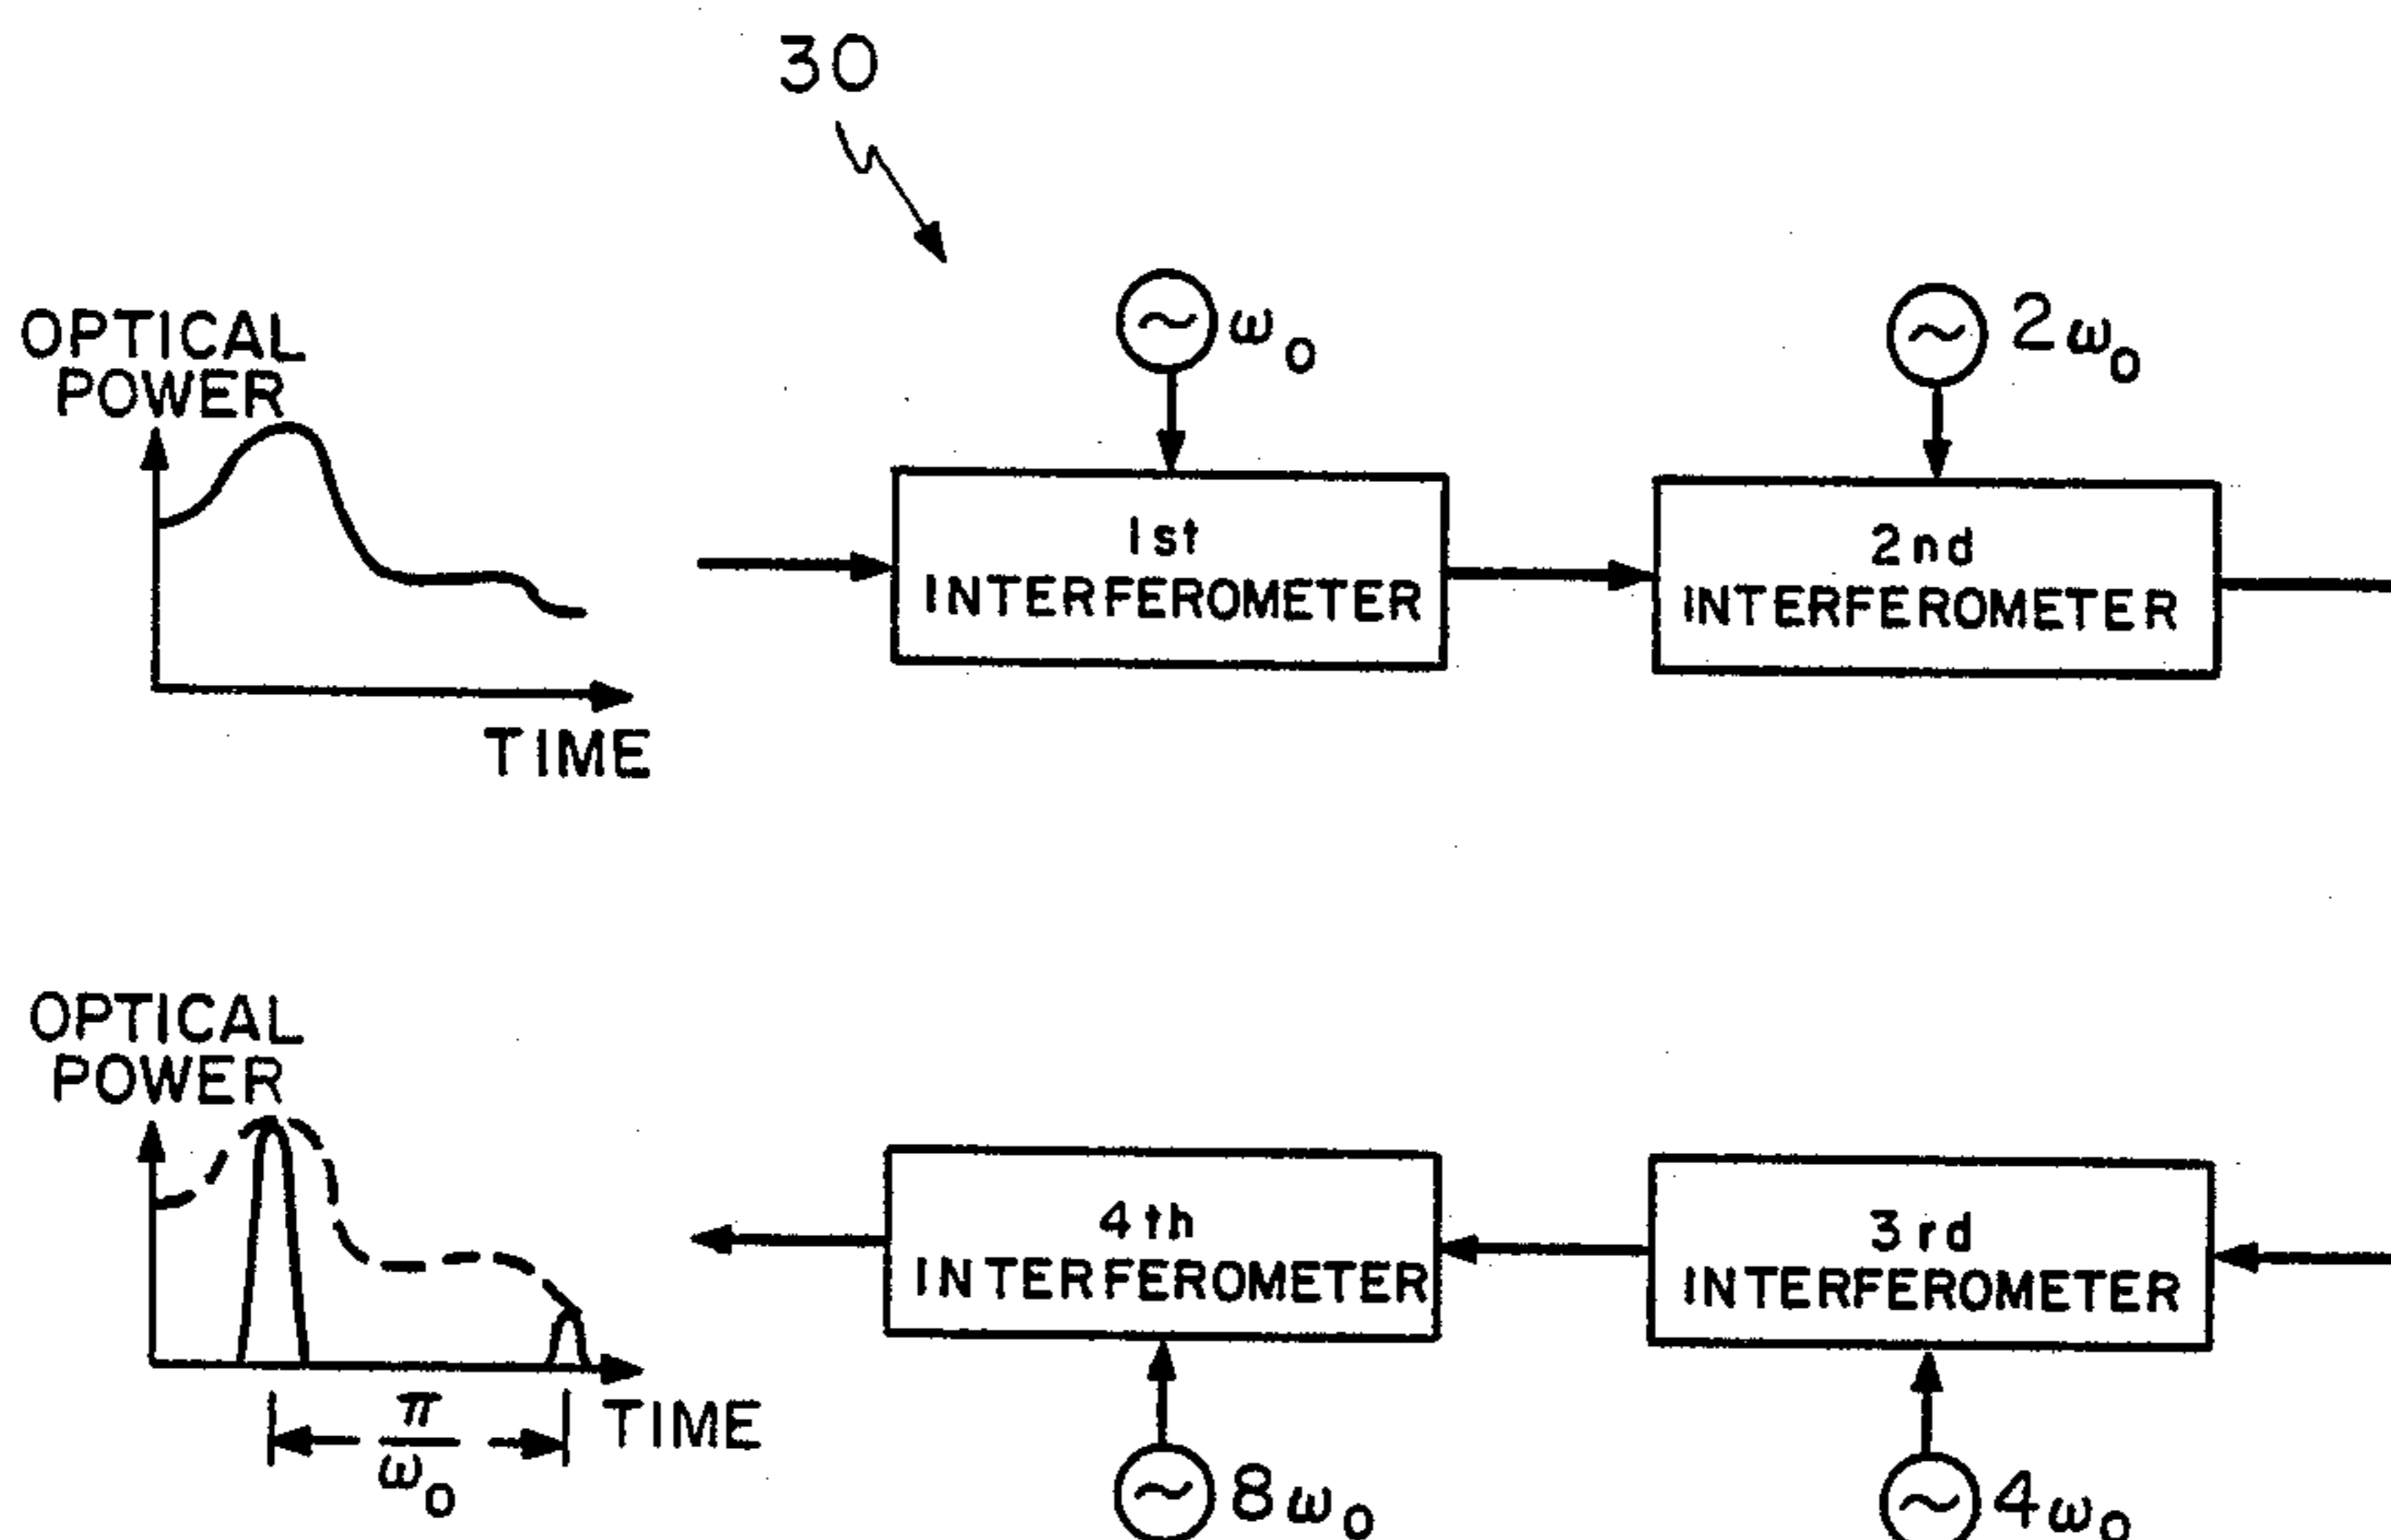 30
OPTICAL
POWER
TIME
ω₀
2ω₀
1st
INTERFEROMETER
2nd
INTERFEROMETER
OPTICAL
POWER
TIME
π
ω₀
4th
INTERFEROMETER
3rd
INTERFEROMETER
8ω₀
4ω₀